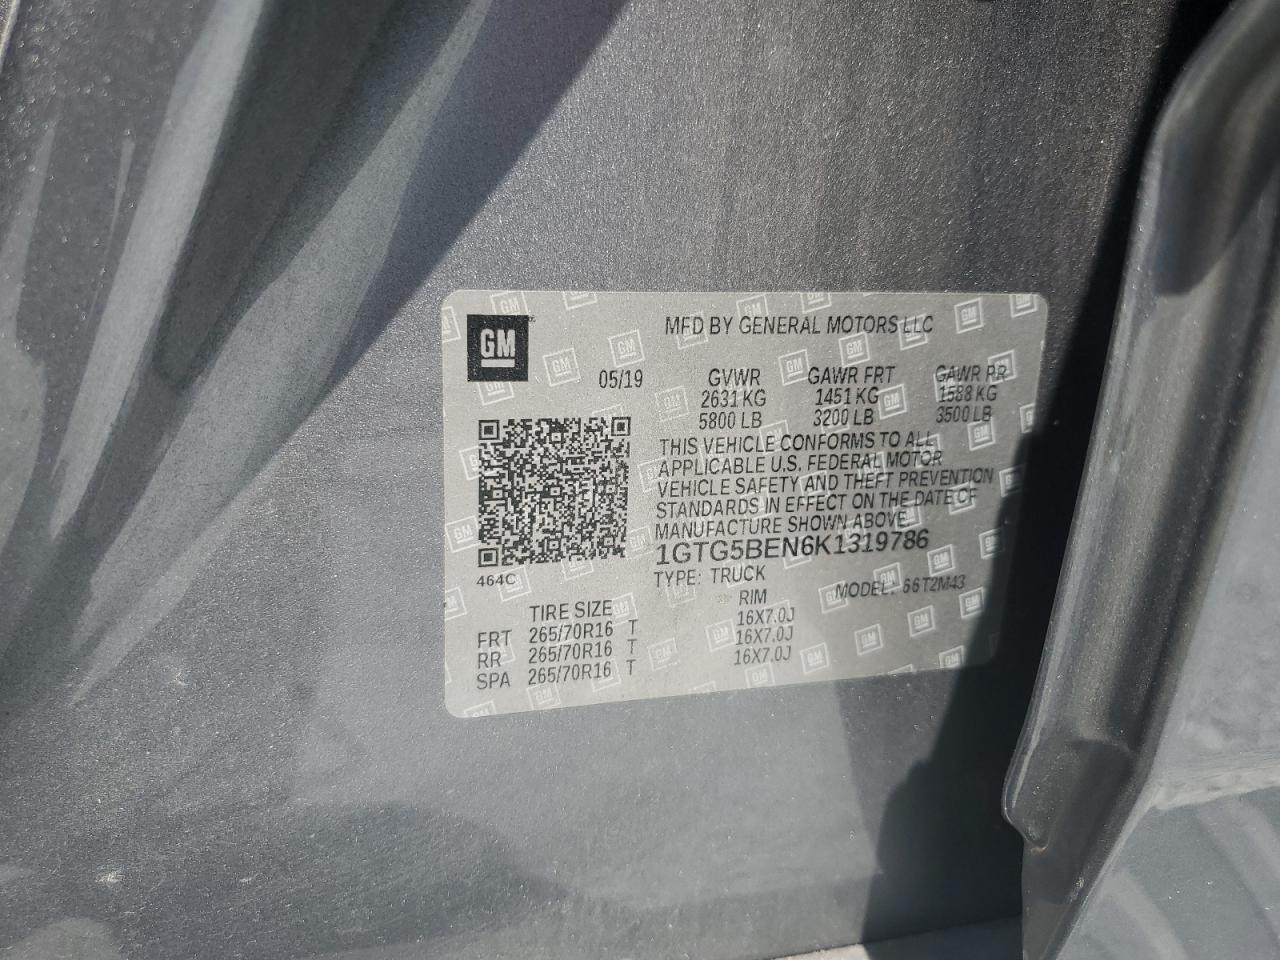 GM
MFD BY GENERAL MOTORS LLC
05/19 GVWR GAWR FRT GAWR RR
2631 KG 1451 KG 1588 KG
5800 LB 3200 LB 3500 LB
THIS VEHICLE CONFORMS TO ALL
APPLICABLE U.S. FEDERAL MOTOR
VEHICLE SAFETY AND THEFT PREVENTION
STANDARDS IN EFFECT ON THE DATE OF
MANUFACTURE SHOWN ABOVE.
1GTG5BEN6K1319786
464C
TYPE: TRUCK MODEL: 66T2M43
TIRE SIZE RIM
FRT 265/70R16 T 16X7.0J
RR 265/70R16 T 16X7.0J
SPA 265/70R16 T 16X7.0J